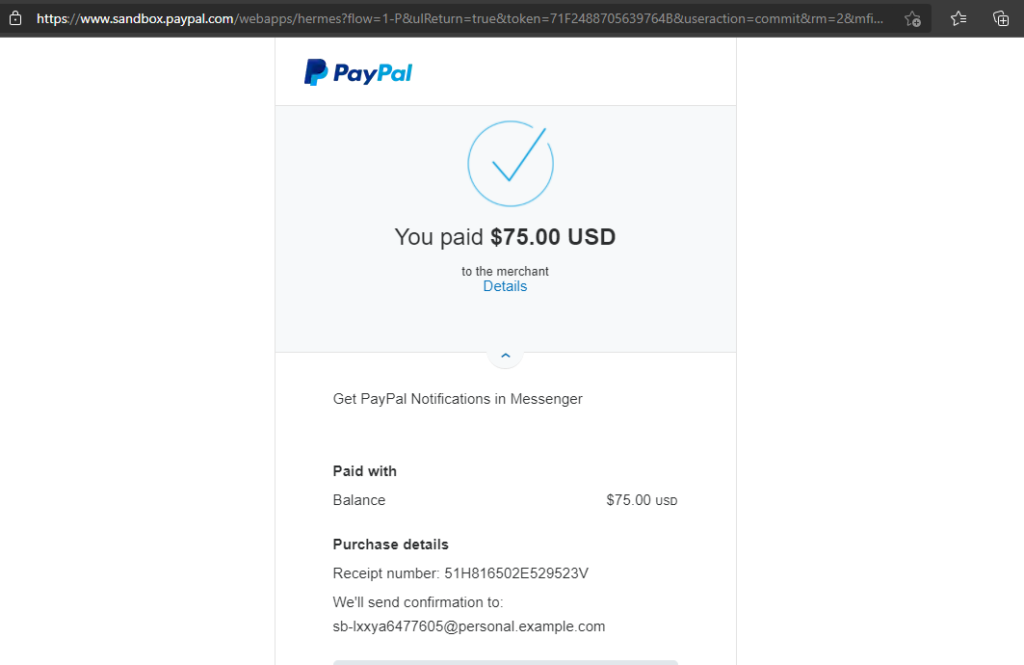 https://www.sandbox.paypal.com/webapps/hermes?flow=1-P&ulReturn=true&token=71F2488705639764B&useraction=commit&rm=2&mfi...
PayPal
You paid $75.00 USD
to the merchant
Details
Get PayPal Notifications in Messenger
Paid with
Balance $75.00 USD
Purchase details
Receipt number: 51H816502E529523V
We'll send confirmation to:
sb-lxxya6477605@personal.example.com